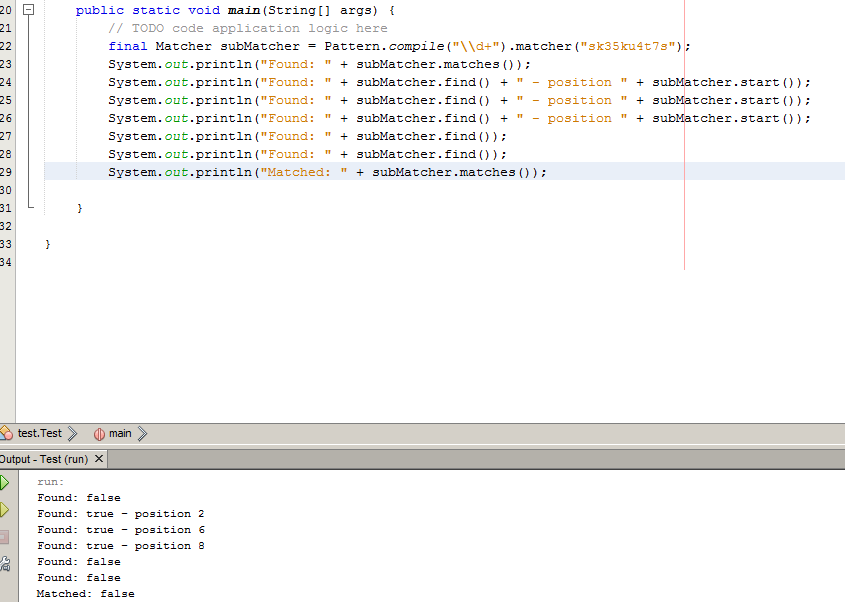 20 public static void main(String[] args) {
21 // TODO code application logic here
22 final Matcher subMatcher = Pattern.compile("\\d+").matcher("sk35ku4t7s");
23 System.out.println("Found: " + subMatcher.matches());
24 System.out.println("Found: " + subMatcher.find() + " - position " + subMatcher.start());
25 System.out.println("Found: " + subMatcher.find() + " - position " + subMatcher.start());
26 System.out.println("Found: " + subMatcher.find() + " - position " + subMatcher.start());
27 System.out.println("Found: " + subMatcher.find());
28 System.out.println("Found: " + subMatcher.find());
29 System.out.println("Matched: " + subMatcher.matches());
30
31 }
32
33 }
34
test.Test main
Output - Test (run)
run:
Found: false
Found: true - position 2
Found: true - position 6
Found: true - position 8
Found: false
Found: false
Matched: false